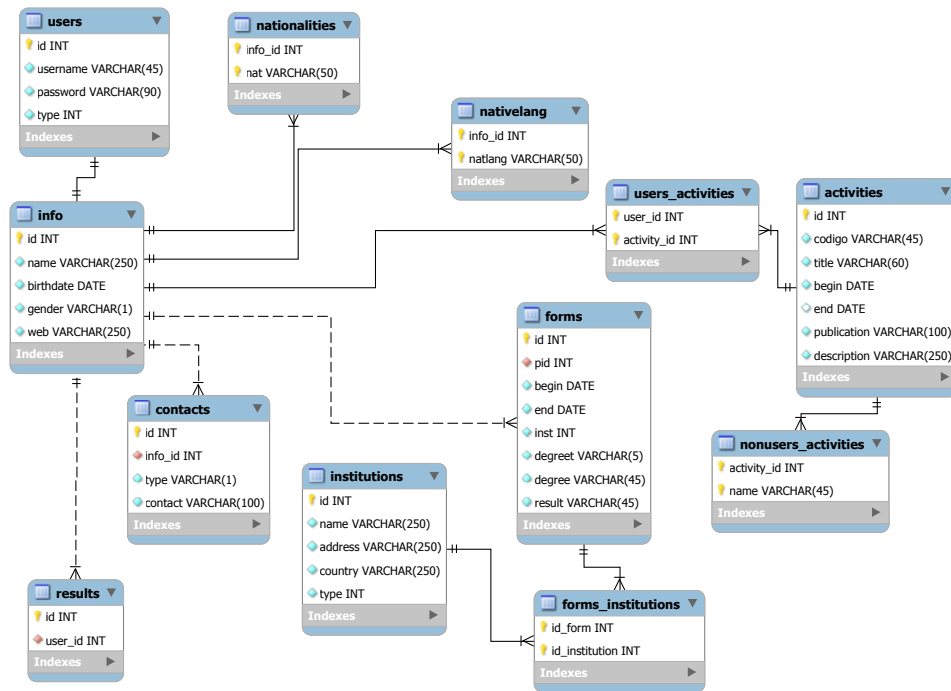 users
id INT
username VARCHAR(45)
password VARCHAR(90)
type INT
Indexes
nationalities
info_id INT
nat VARCHAR(50)
Indexes
nativelang
info_id INT
natlang VARCHAR(50)
Indexes
users_activities
user_id INT
activity_id INT
Indexes
activities
id INT
codigo VARCHAR(45)
title VARCHAR(60)
begin DATE
end DATE
publication VARCHAR(100)
description VARCHAR(250)
Indexes
info
id INT
name VARCHAR(250)
birthdate DATE
gender VARCHAR(1)
web VARCHAR(250)
Indexes
forms
id INT
pid INT
begin DATE
end DATE
inst INT
degreet VARCHAR(5)
degree VARCHAR(45)
result VARCHAR(45)
Indexes
contacts
id INT
info_id INT
type VARCHAR(1)
contact VARCHAR(100)
Indexes
nonusers_activities
activity_id INT
name VARCHAR(45)
Indexes
institutions
id INT
name VARCHAR(250)
address VARCHAR(250)
country VARCHAR(250)
type INT
Indexes
results
id INT
user_id INT
Indexes
forms_institutions
id_form INT
id_institution INT
Indexes